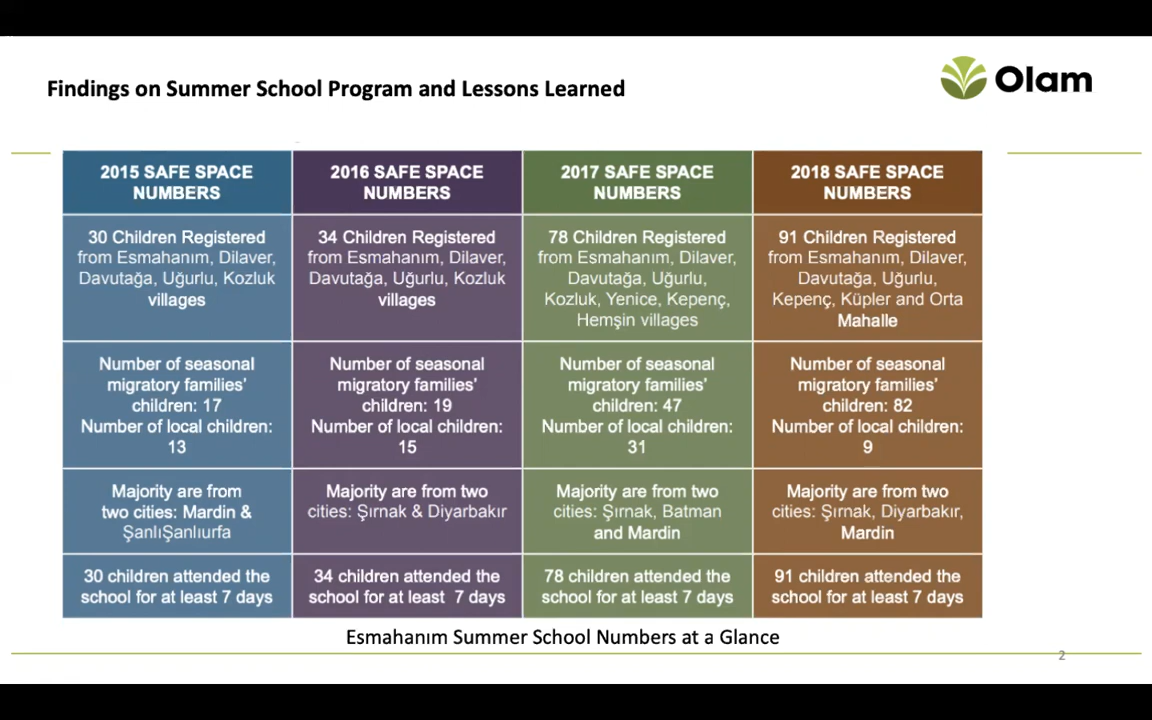 Findings on Summer School Program and Lessons Learned
Olam
2015 SAFE SPACE
NUMBERS
2016 SAFE SPACE
NUMBERS
2017 SAFE SPACE
NUMBERS
2018 SAFE SPACE
NUMBERS
30 Children Registered
from Esmahanım, Dilaver,
Davutağa, Uğurlu, Kozluk
villages
34 Children Registered
from Esmahanım, Dilaver,
Davutağa, Uğurlu, Kozluk
villages
78 Children Registered
from Esmahanım, Dilaver,
Davutağa, Uğurlu,
Kozluk, Yenice, Kepenç,
Hemşin villages
91 Children Registered
from Esmahanım, Dilaver,
Davutağa, Uğurlu,
Kepenç, Küpler and Orta
Mahalle
Number of seasonal
migratory families’
children: 17
Number of local children:
13
Number of seasonal
migratory families’
children: 19
Number of local children:
15
Number of seasonal
migratory families’
children: 47
Number of local children:
31
Number of seasonal
migratory families’
children: 82
Number of local children:
9
Majority are from
two cities: Mardin &
ŞanlıŞanlıurfa
Majority are from two
cities: Şırnak & Diyarbakır
Majority are from two
cities: Şırnak, Batman
and Mardin
Majority are from two
cities: Şırnak, Diyarbakır,
Mardin
30 children attended the
school for at least 7 days
34 children attended the
school for at least 7 days
78 children attended the
school for at least 7 days
91 children attended the
school for at least 7 days
Esmahanım Summer School Numbers at a Glance
2